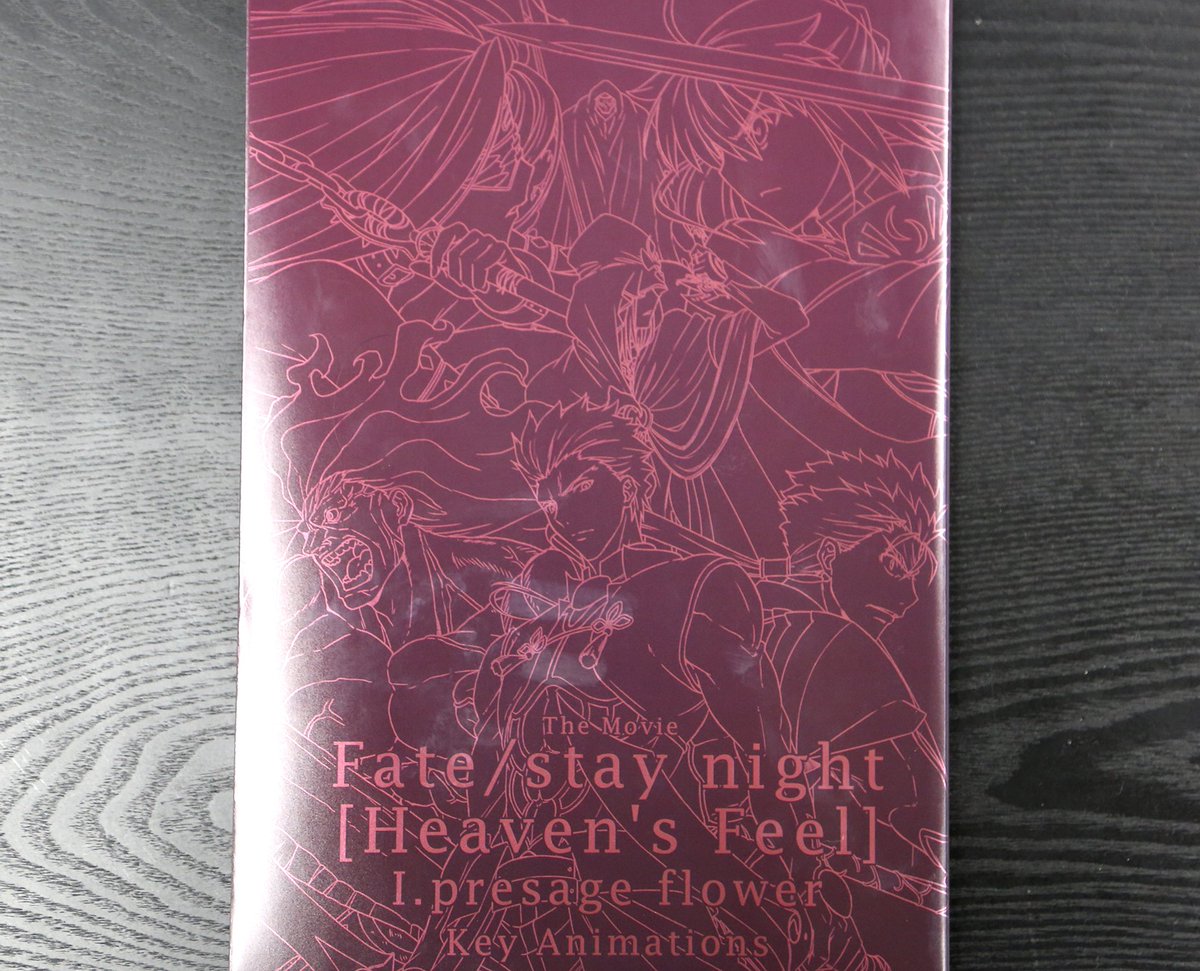 The Movie
Fate/stay night
[Heaven's Feel]
I.presage flower
Key Animations